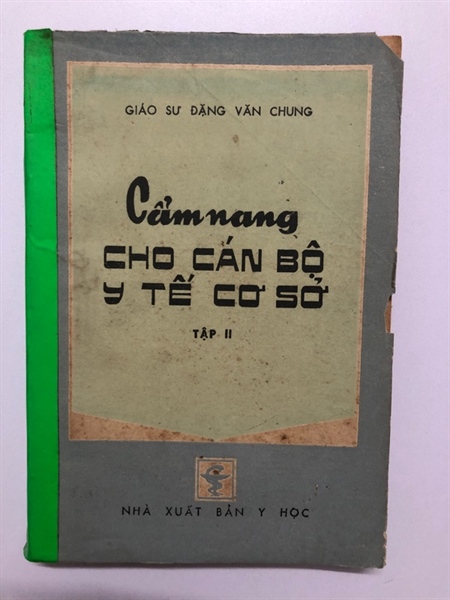 GIÁO SƯ ĐẶNG VĂN CHUNG
Cẩm nang
CHO CÁN BỘ
Y TẾ CƠ SỞ
TẬP II
NHÀ XUẤT BẢN Y HỌC